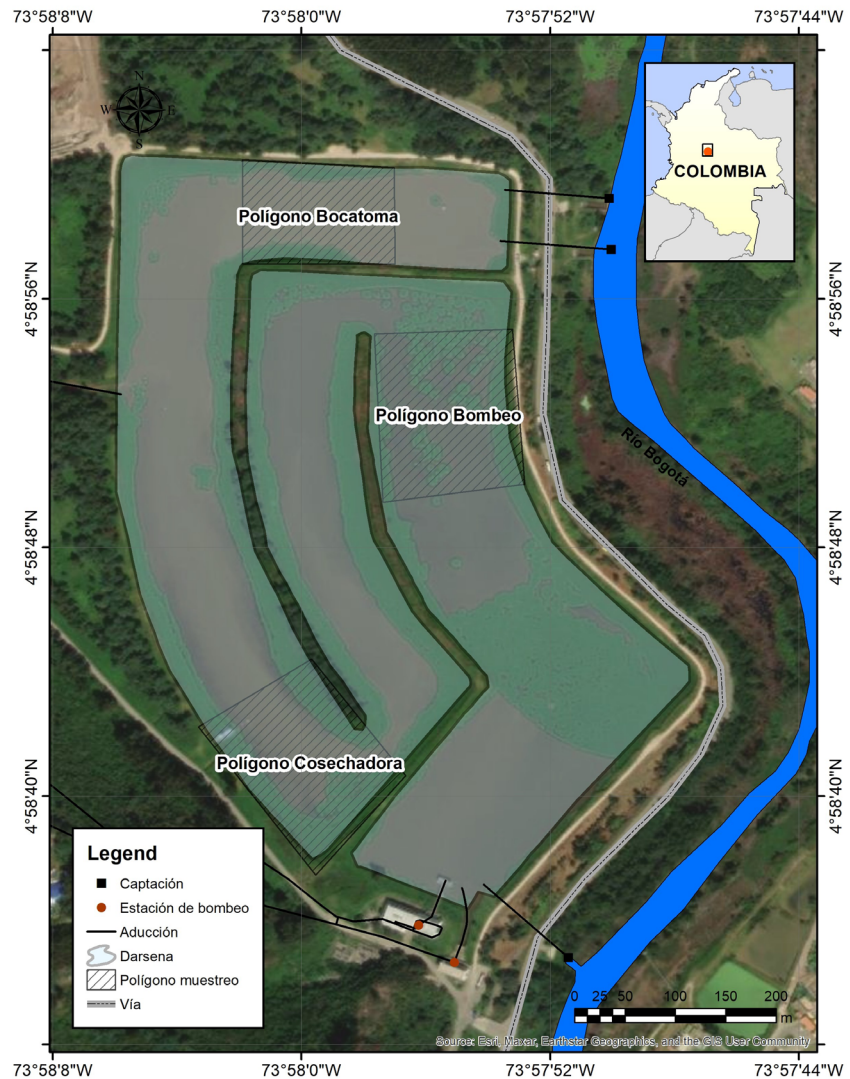 73°58'8"W
73°58'0"W
73°57'52"W
73°57'44"W
N
W
E
S
COLOMBIA
Polígono Bocatoma
4°58'56"N
4°58'56"N
Polígono Bombeo
Río Bogotá
4°58'48"N
4°58'48"N
Polígono Cosechadora
4°58'40"N
4°58'40"N
Legend
Captación
Estación de bombeo
Aducción
Darsena
Polígono muestreo
Vía
0 25 50 100 150 200
m
Source: Esri, Maxar, Earthstar Geographics, and the GIS User Community
73°58'8"W
73°58'0"W
73°57'52"W
73°57'44"W